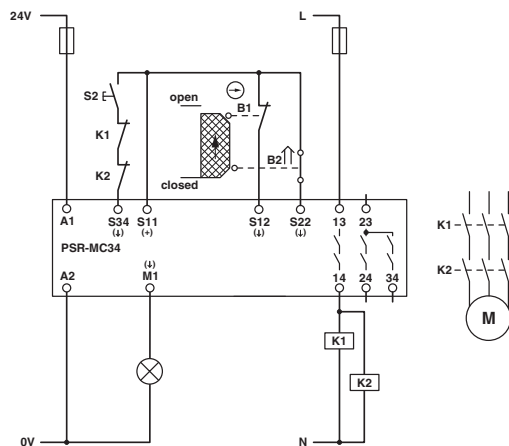 24V
L
S2
open
B1
K1
B2
K2
closed
A1
S34
(↓)
S11
(+)
S12
(↓)
S22
(↓)
13
23
PSR-MC34
A2
(↓)
M1
14
24
34
K1
K2
M
K1
K2
0V
N